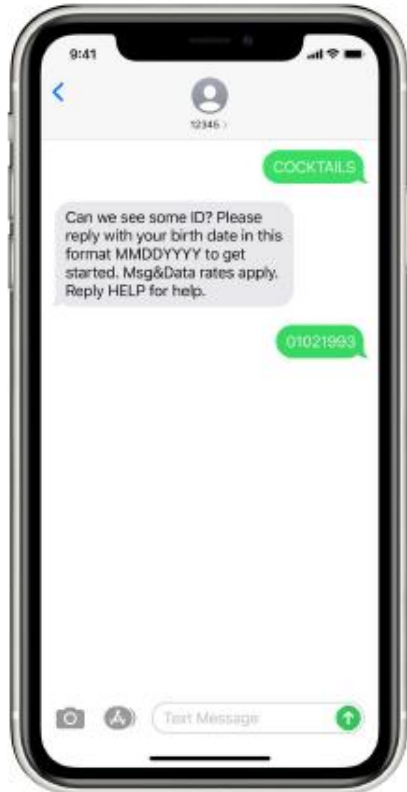 9:41
12345 >
COCKTAILS
Can we see some ID? Please
reply with your birth date in this
format MMDDYYYY to get
started. Msg&Data rates apply.
Reply HELP for help.
01021993
Text Message